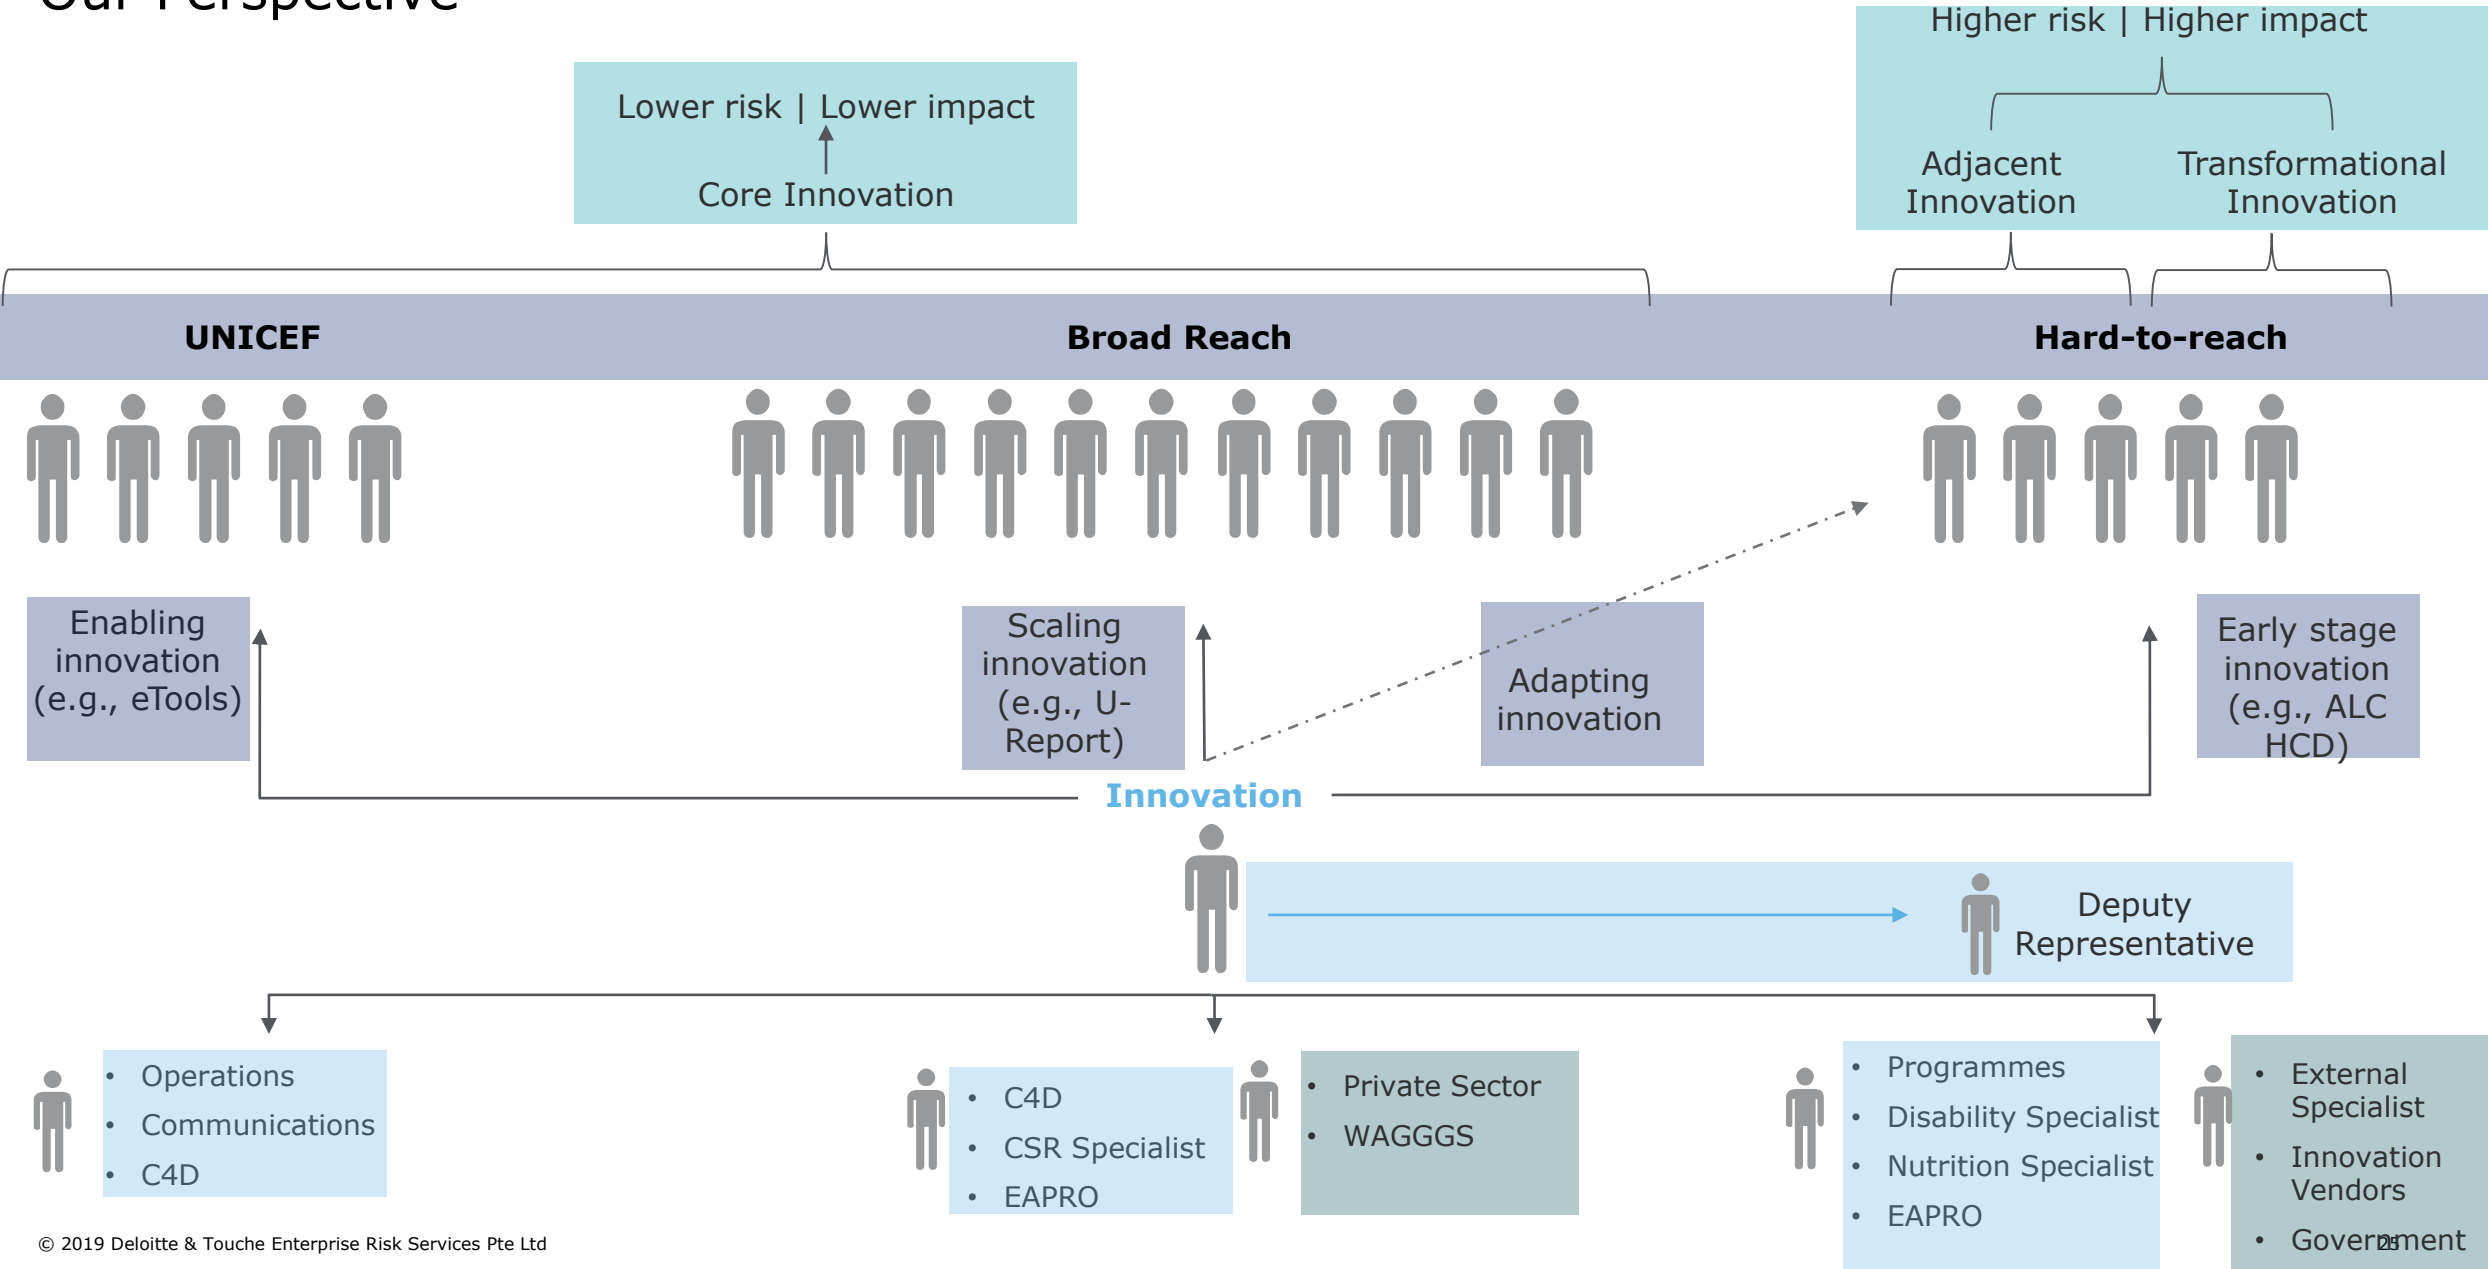 Our Perspective
Higher risk | Higher impact
Lower risk | Lower impact
Core Innovation
Adjacent
Innovation
Transformational
Innovation
UNICEF
Broad Reach
Hard-to-reach
Enabling
innovation
(e.g., eTools)
Scaling
innovation
(e.g., U-
Report)
Adapting
innovation
Early stage
innovation
(e.g., ALC
HCD)
Innovation
Deputy
Representative
• Operations
• Communications
• C4D
• C4D
• CSR Specialist
• EAPRO
• Private Sector
• WAGGGS
• Programmes
• Disability Specialist
• Nutrition Specialist
• EAPRO
• External
Specialist
• Innovation
Vendors
• Government
© 2019 Deloitte & Touche Enterprise Risk Services Pte Ltd
25